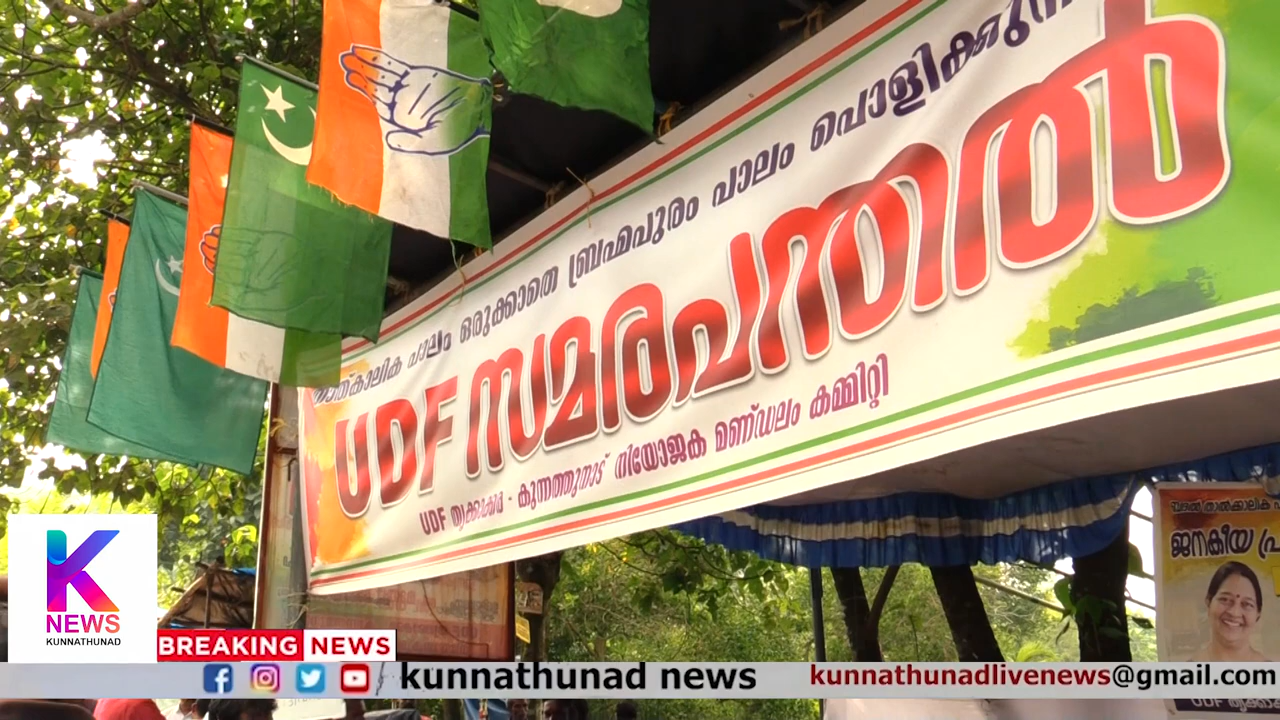 താത്കാലിക പാലം ഒരുക്കാതെ ബ്രഹ്മപുരം പാലം പൊളിക്കുന്ന
UDF സമരപന്തൽ
UDF തൃക്കാക്കര - കുന്നത്തുനാട് നിയോജക മണ്ഡലം കമ്മിറ്റി
ജനകീയ പ്ര
K
NEWS
KUNNATHUNAD
BREAKING NEWS
kunnathunad news
kunnathunadlivenews@gmail.com